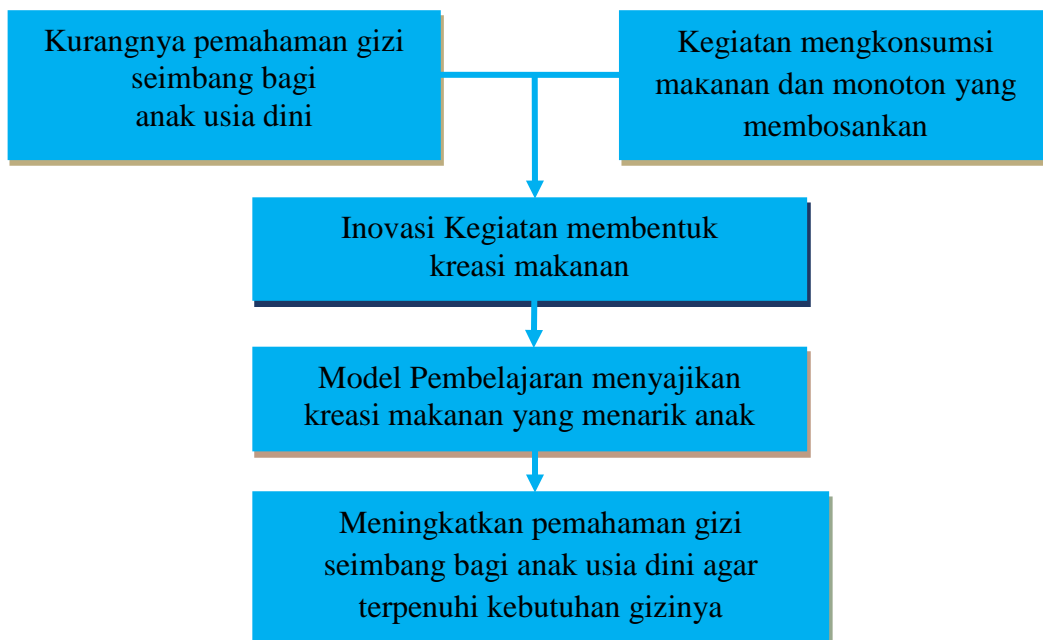 Kurangnya pemahaman gizi
seimbang bagi
anak usia dini
Kegiatan mengkonsumsi
makanan dan monoton yang
membosankan
Inovasi Kegiatan membentuk
kreasi makanan
Model Pembelajaran menyajikan
kreasi makanan yang menarik anak
Meningkatkan pemahaman gizi
seimbang bagi anak usia dini agar
terpenuhi kebutuhan gizinya